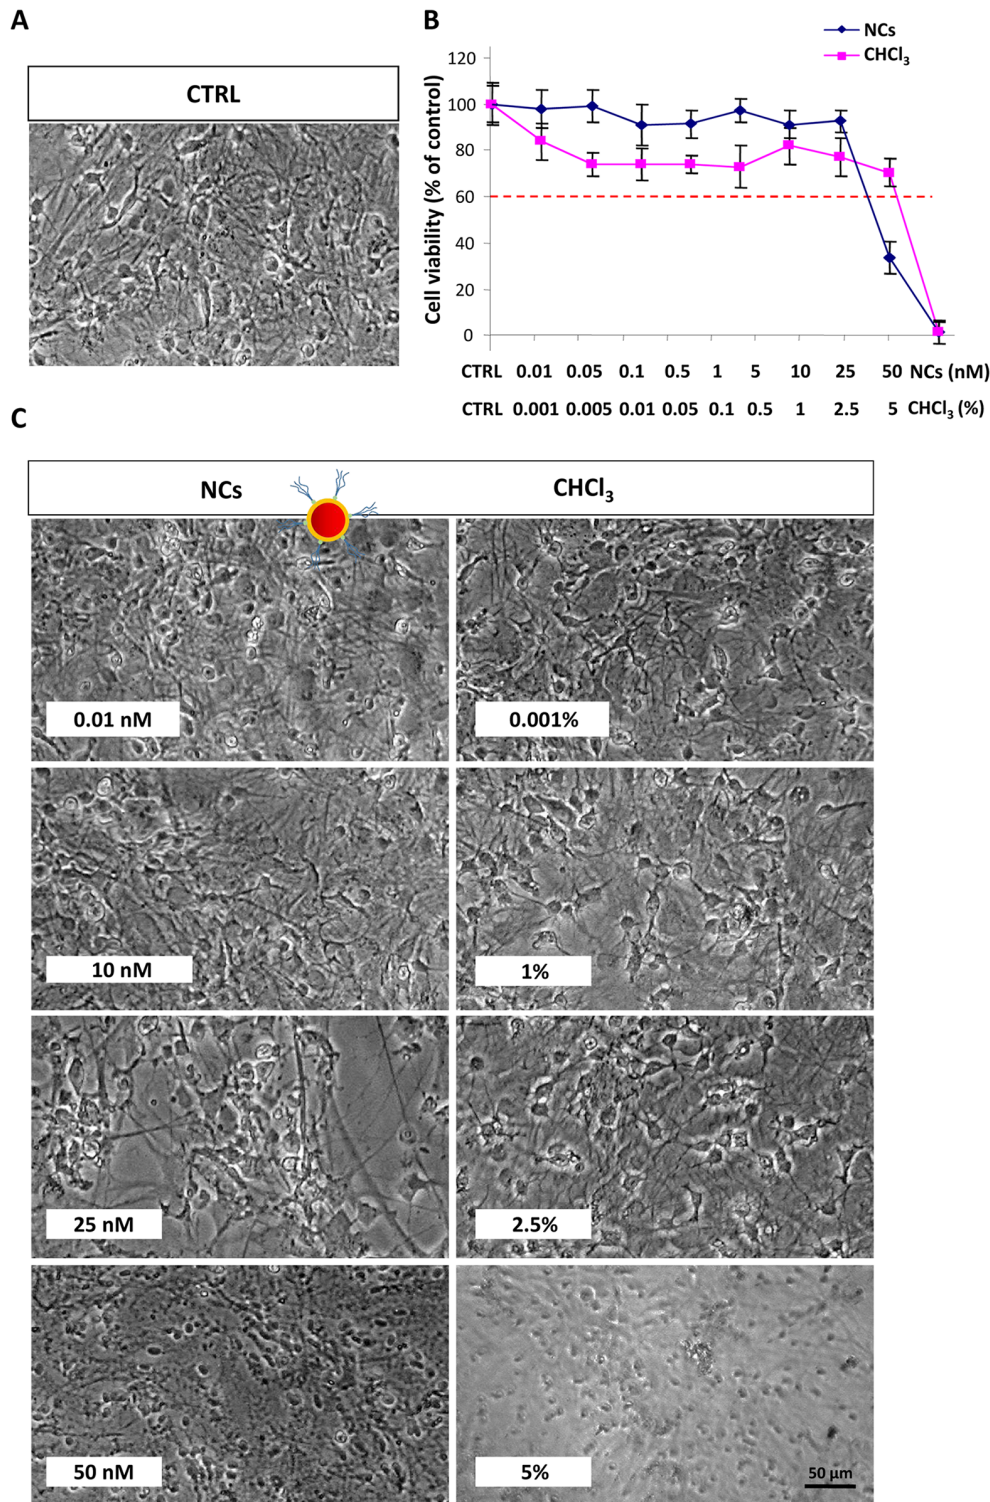 A
CTRL
B
NCs
CHCl₃
Cell viability (% of control)
120
100
80
60
40
20
0
CTRL 0.01 0.05 0.1 0.5 1 5 10 25 50 NCs (nM)
CTRL 0.001 0.005 0.01 0.05 0.1 0.5 1 2.5 5 CHCl₃ (%)
C
NCs CHCl₃
0.01 nM 0.001%
10 nM 1%
25 nM 2.5%
50 nM 5%
50 µm